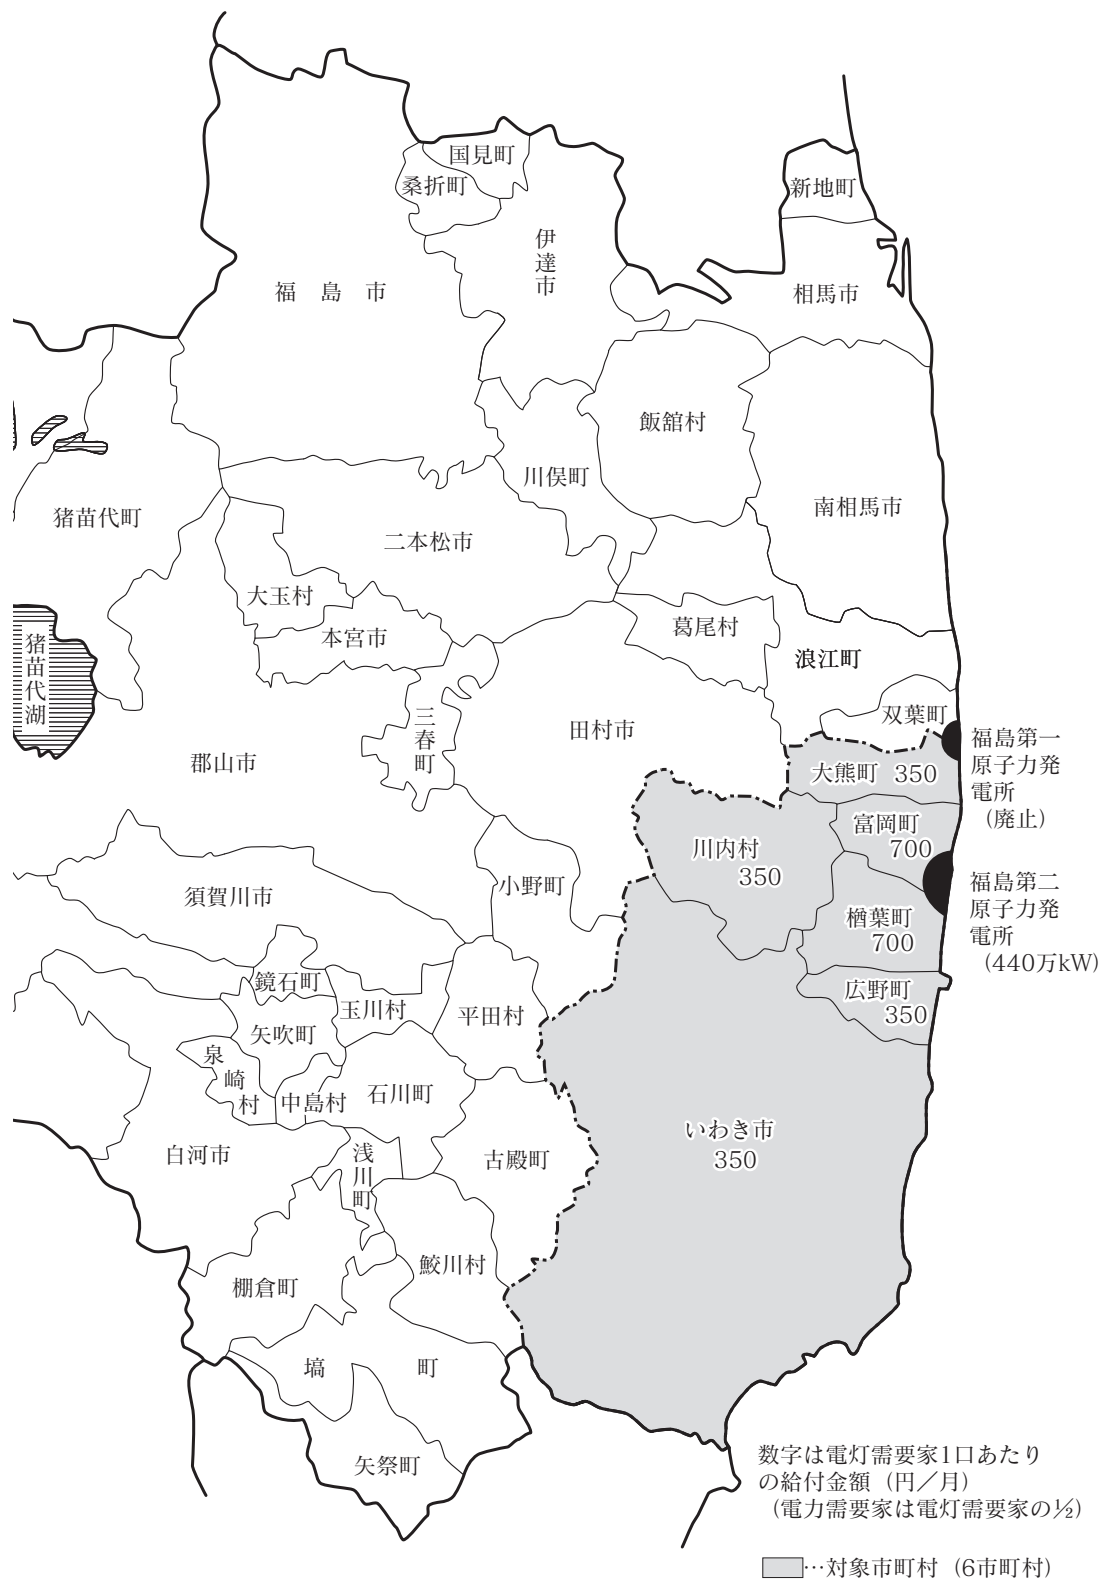 国見町
桑折町
新地町
伊達市
福島市
相馬市
飯舘村
川俣町
南相馬市
猪苗代町
二本松市
大玉村
葛尾村
本宮市
猪苗代湖
浪江町
双葉町
三春町
田村市
福島第一
原子力発
電所
(廃止)
郡山市
大熊町 350
富岡町
700
川内村
350
小野町
須賀川市
福島第二
原子力発
電所
(440万kW)
楢葉町
700
鏡石町
広野町
350
玉川村
平田村
矢吹町
泉崎村
中島村
石川町
いわき市
350
白河市
浅川町
古殿町
鮫川村
棚倉町
塙町
矢祭町
数字は電灯需要家1口あたり
の給付金額(円/月)
(電力需要家は電灯需要家の½)
…対象市町村(6市町村)